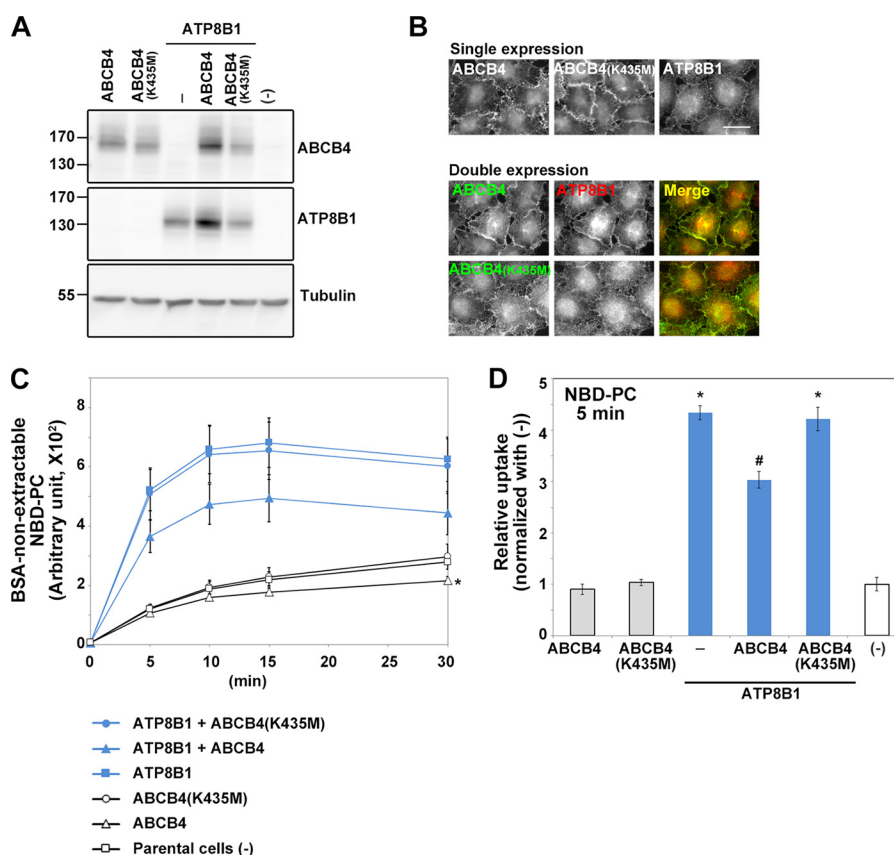 A
ATP8B1
ABCB4
ABCB4
(K435M)
–
ABCB4
ABCB4
(K435M)
(-)
170
130
ABCB4
170
130
ATP8B1
55
Tubulin
B
Single expression
ABCB4
ABCB4(K435M)
ATP8B1
Double expression
ABCB4
ATP8B1
Merge
ABCB4(K435M)
C
BSA-non-extractable
NBD-PC
(Arbitrary unit, X10²)
8
6
4
2
0
*
0
5
10
15
30
(min)
ATP8B1 + ABCB4(K435M)
ATP8B1 + ABCB4
ATP8B1
ABCB4(K435M)
ABCB4
Parental cells (-)
D
NBD-PC
5 min
Relative uptake
(normalized with (-))
5
4
3
2
1
0
*
#
*
ABCB4
ABCB4
(K435M)
–
ABCB4
ABCB4
(K435M)
(-)
ATP8B1